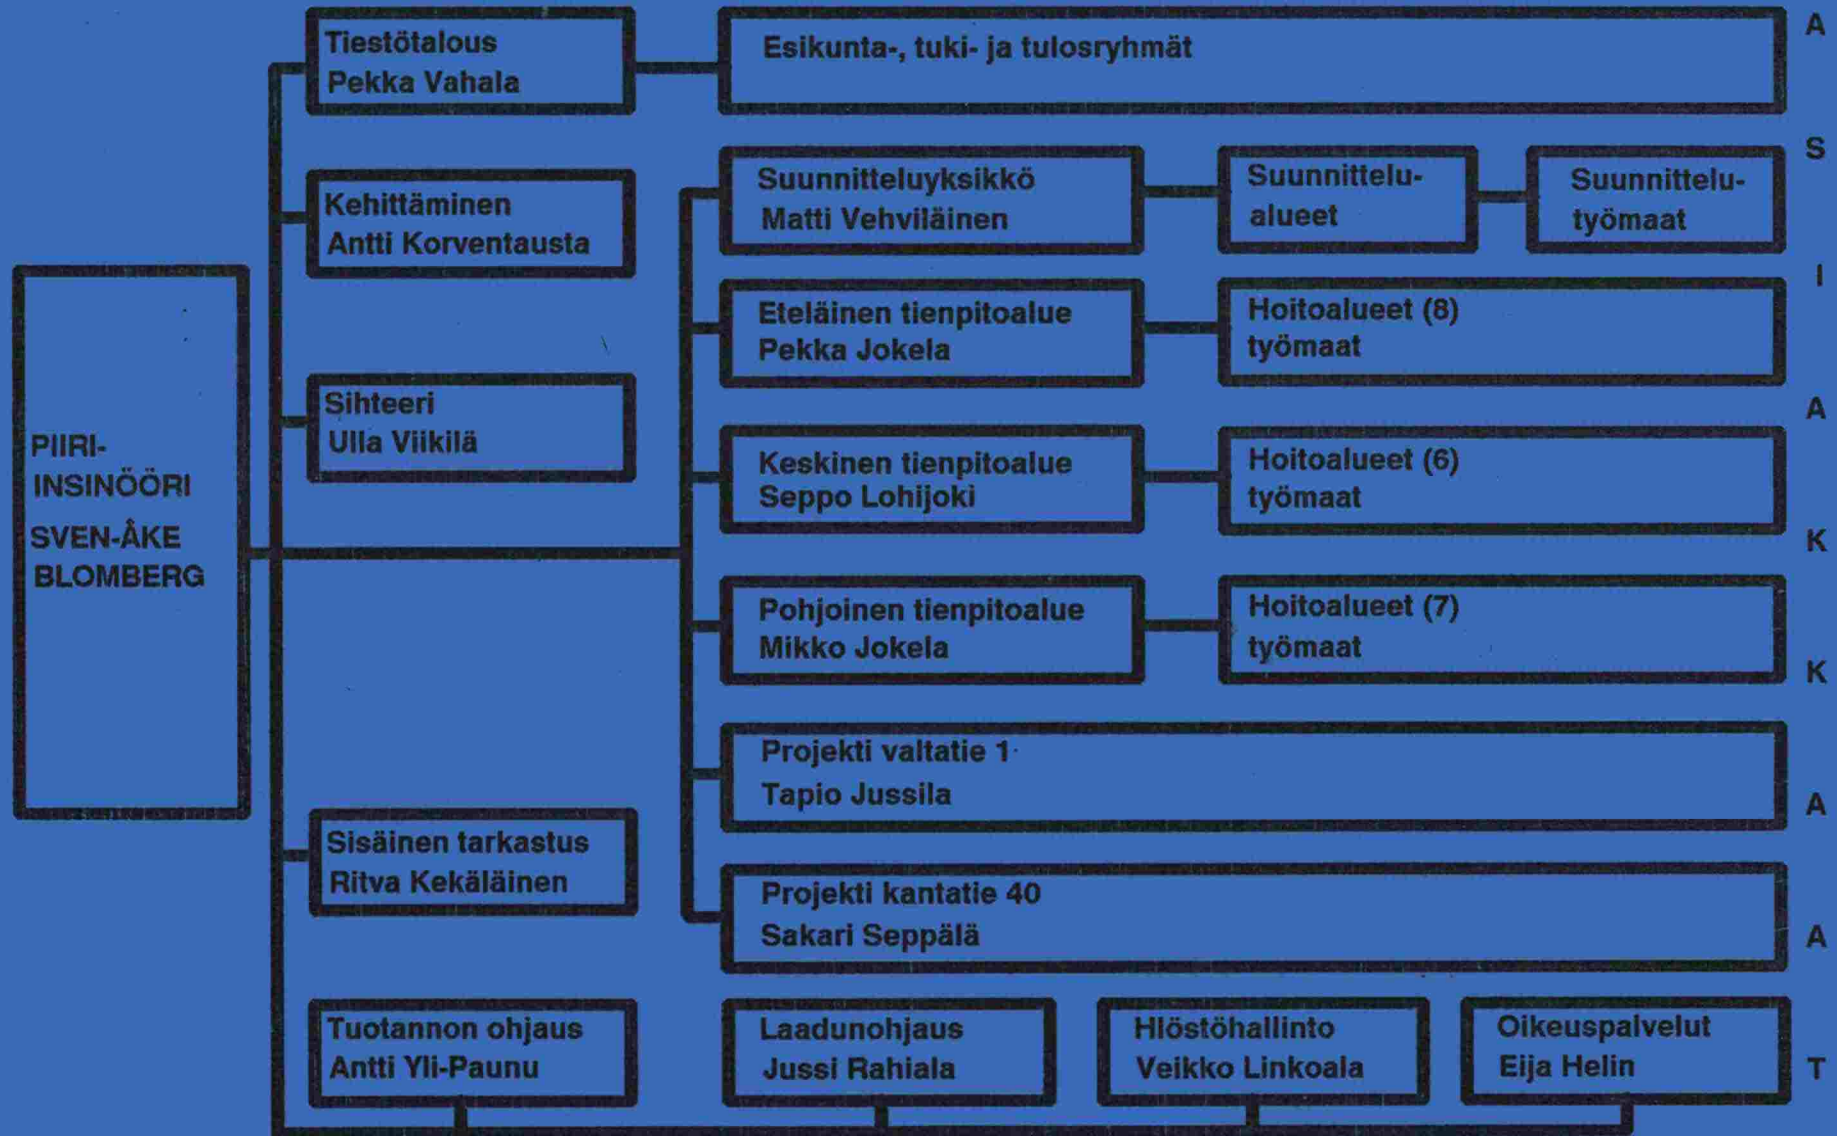 PIIRI-
INSINÖÖRI
SVEN-ÅKE
BLOMBERG
Tiestötalous
Pekka Vahala
Esikunta-, tuki- ja tulosryhmät
Kehittäminen
Antti Korventausta
Sihteeri
Ulla Viikilä
Suunnitteluyksikkö
Matti Vehviläinen
Suunnittelu-
alueet
Suunnittelu-
työmaat
Eteläinen tienpitoalue
Pekka Jokela
Hoitoalueet (8)
työmaat
Keskinen tienpitoalue
Seppo Lohijoki
Hoitoalueet (6)
työmaat
Pohjoinen tienpitoalue
Mikko Jokela
Hoitoalueet (7)
työmaat
Projekti valtatie 1
Tapio Jussila
Projekti kantatie 40
Sakari Seppälä
Sisäinen tarkastus
Ritva Kekäläinen
Tuotannon ohjaus
Antti Yli-Paunu
Laadunohjaus
Jussi Rahiala
Hlöstöhallinto
Veikko Linkoala
Oikeuspalvelut
Eija Helin
A
S
I
A
K
K
A
A
T